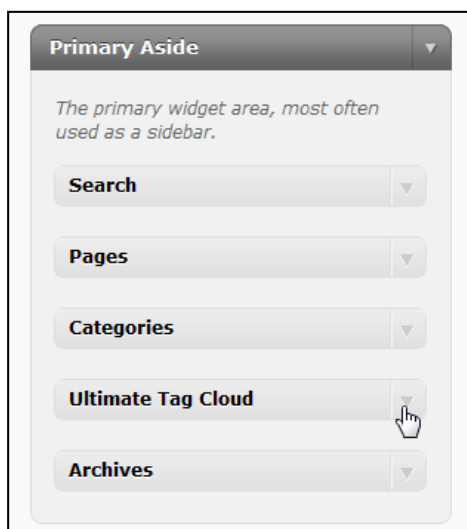 Primary Aside
The primary widget area, most often
used as a sidebar.
Search
Pages
Categories
Ultimate Tag Cloud
Archives